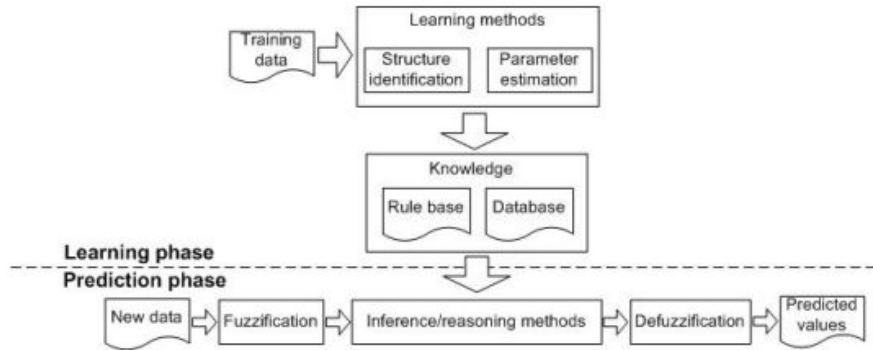 Learning methods
Training
data
Structure
identification
Parameter
estimation
Knowledge
Rule base
Database
Learning phase
Prediction phase
New data
Fuzzification
Inference/reasoning methods
Defuzzification
Predicted
values